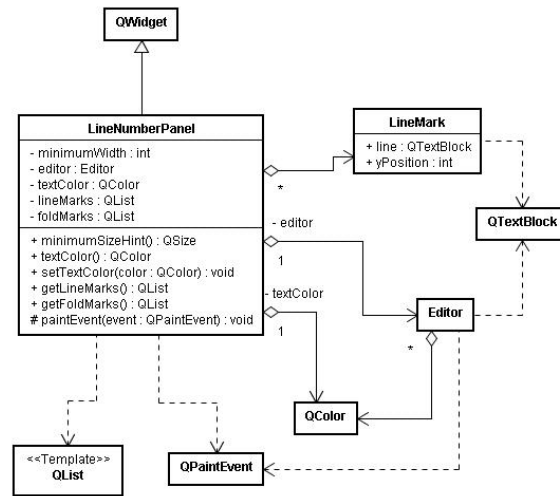 QWidget
LineNumberPanel
- minimumWidth : int
- editor : Editor
- textColor : QColor
- lineMarks : QList
- foldMarks : QList
+ minimumSizeHint() : QSize
+ textColor() : QColor
+ setTextColor(color : QColor) : void
+ getLineMarks() : QList
+ getFoldMarks() : QList
# paintEvent(event : QPaintEvent) : void
LineMark
+ line : QTextBlock
+ yPosition : int
*
QTextBlock
- editor
1
- textColor
1
Editor
*
QColor
<<Template>>
QList
QPaintEvent